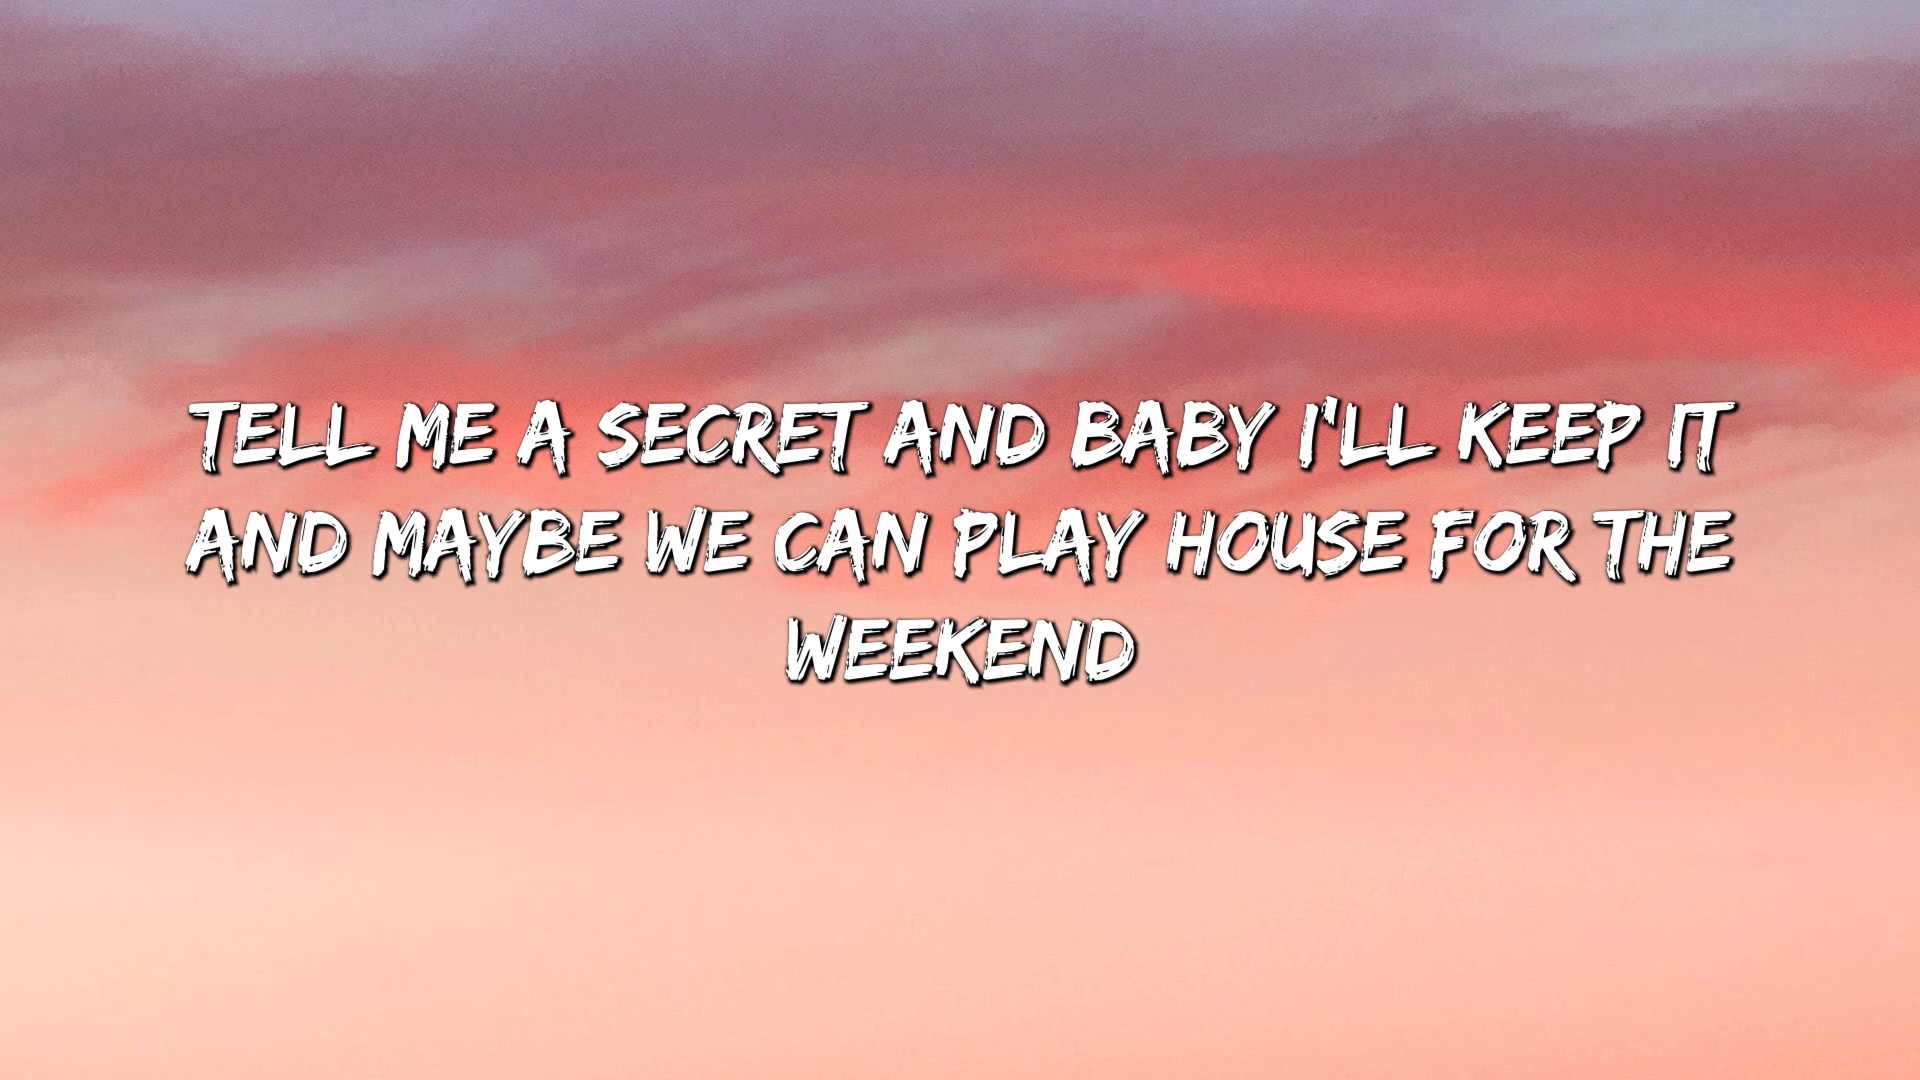 TELL ME A SECRET AND BABY I'LL KEEP IT
AND MAYBE WE CAN PLAY HOUSE FOR THE
WEEKEND